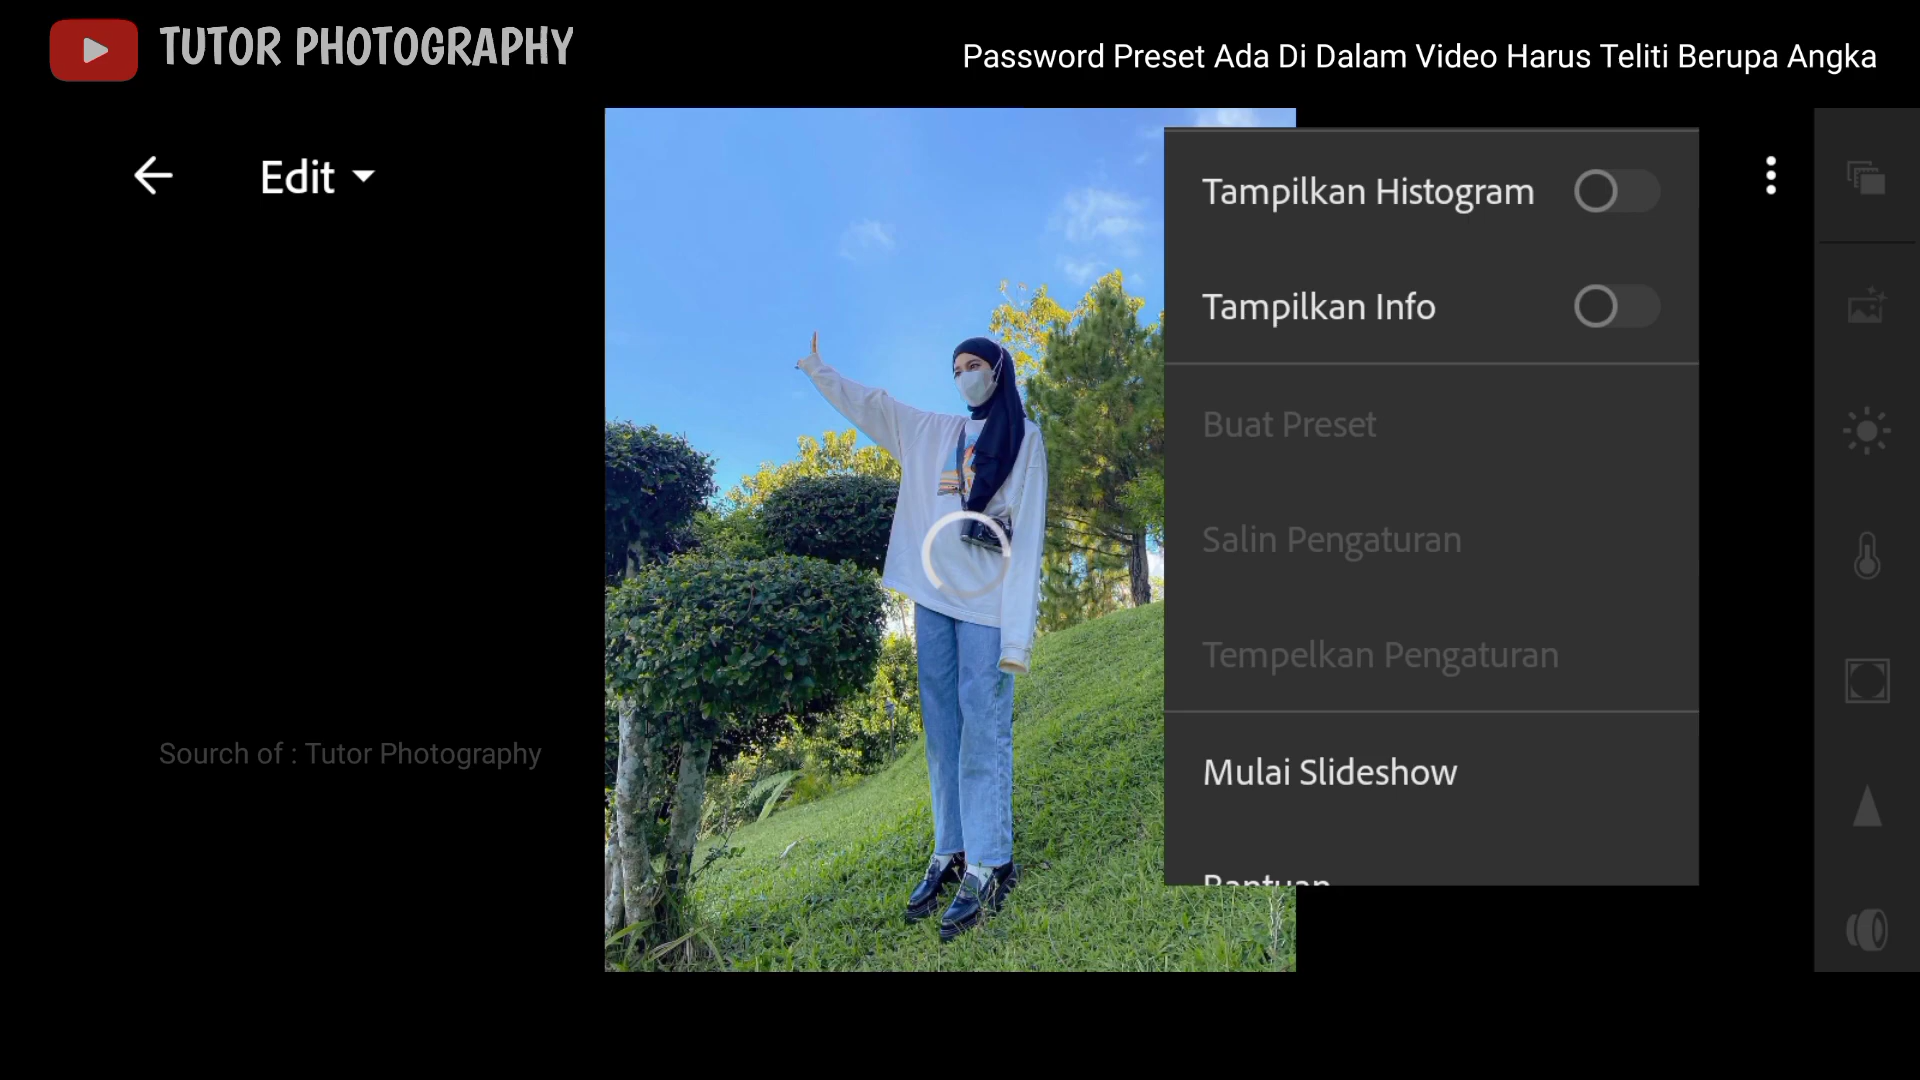 TUTOR PHOTOGRAPHY
Password Preset Ada Di Dalam Video Harus Teliti Berupa Angka
Edit
Tampilkan Histogram
Tampilkan Info
Buat Preset
Salin Pengaturan
Tempelkan Pengaturan
Sourch of : Tutor Photography
Mulai Slideshow
Bantuan